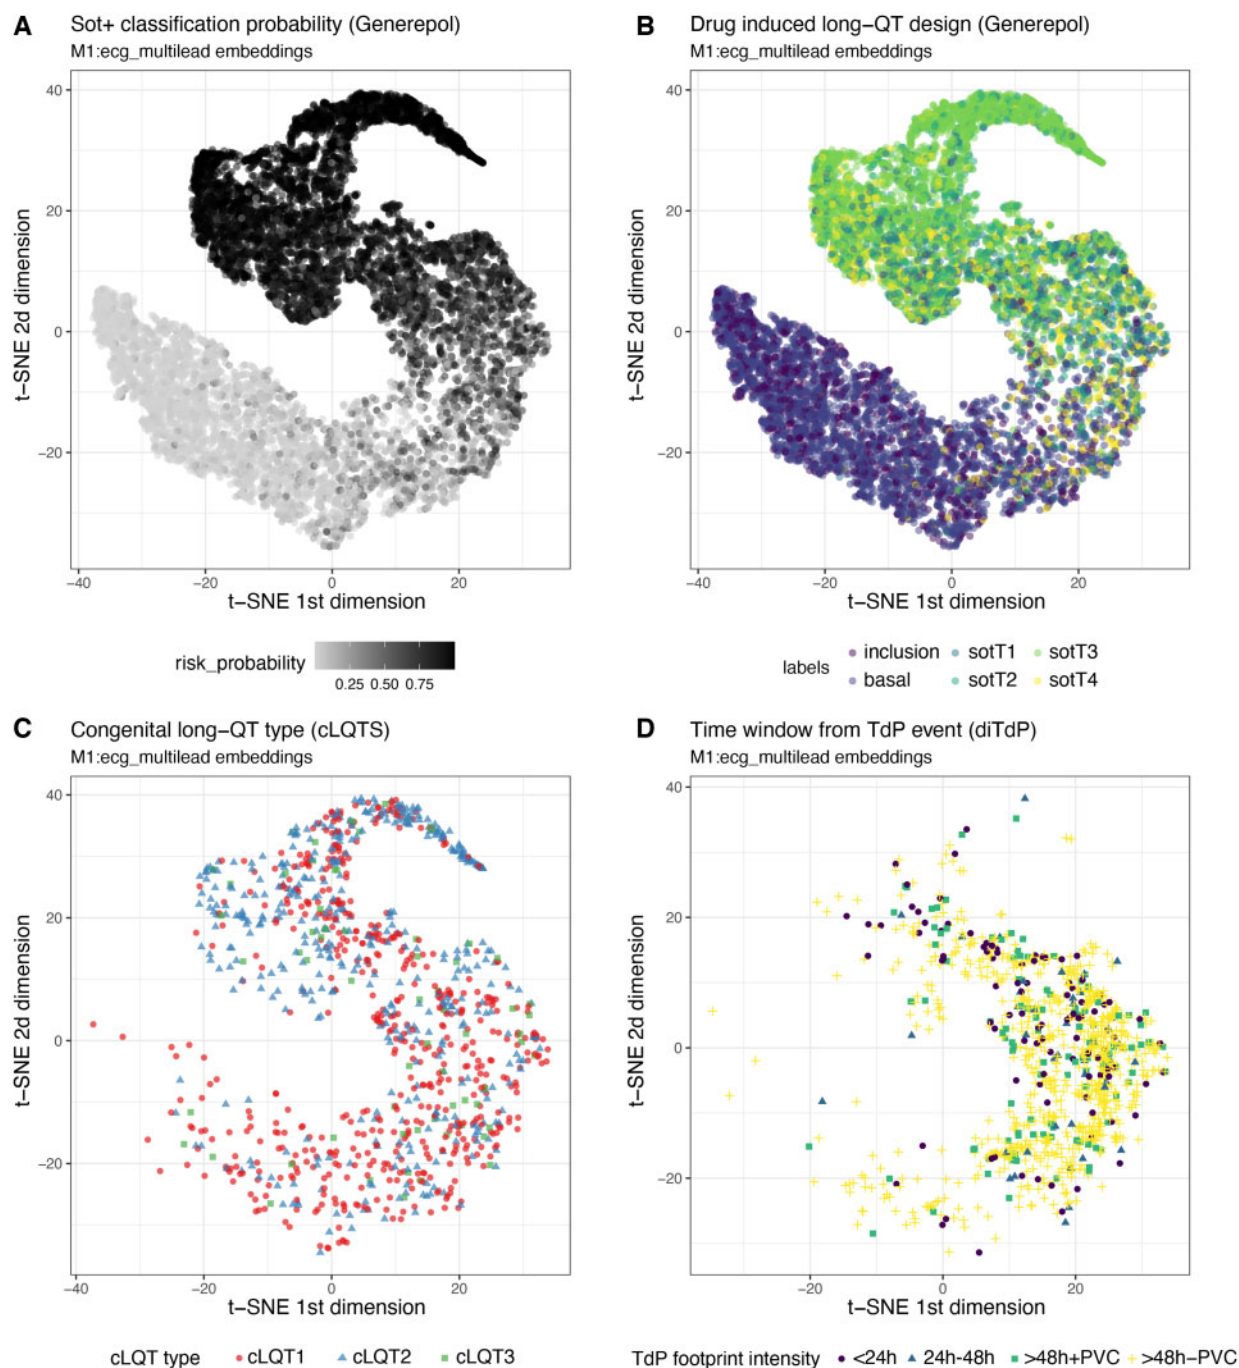 A Sot+ classification probability (Generepol)
M1:ecg_multilead embeddings
40
20
0
−20
t−SNE 2d dimension
−40 −20 0 20
t−SNE 1st dimension
risk_probability
0.25 0.50 0.75
B Drug induced long−QT design (Generepol)
M1:ecg_multilead embeddings
40
20
0
−20
t−SNE 2d dimension
−40 −20 0 20
t−SNE 1st dimension
labels
inclusion sotT1 sotT3
basal sotT2 sotT4
C Congenital long−QT type (cLQTS)
M1:ecg_multilead embeddings
40
20
0
−20
t−SNE 2d dimension
−40 −20 0 20
t−SNE 1st dimension
cLQT type cLQT1 cLQT2 cLQT3
D Time window from TdP event (diTdP)
M1:ecg_multilead embeddings
40
20
0
−20
t−SNE 2d dimension
−20 0 20
t−SNE 1st dimension
TdP footprint intensity <24h 24h-48h >48h+PVC >48h−PVC